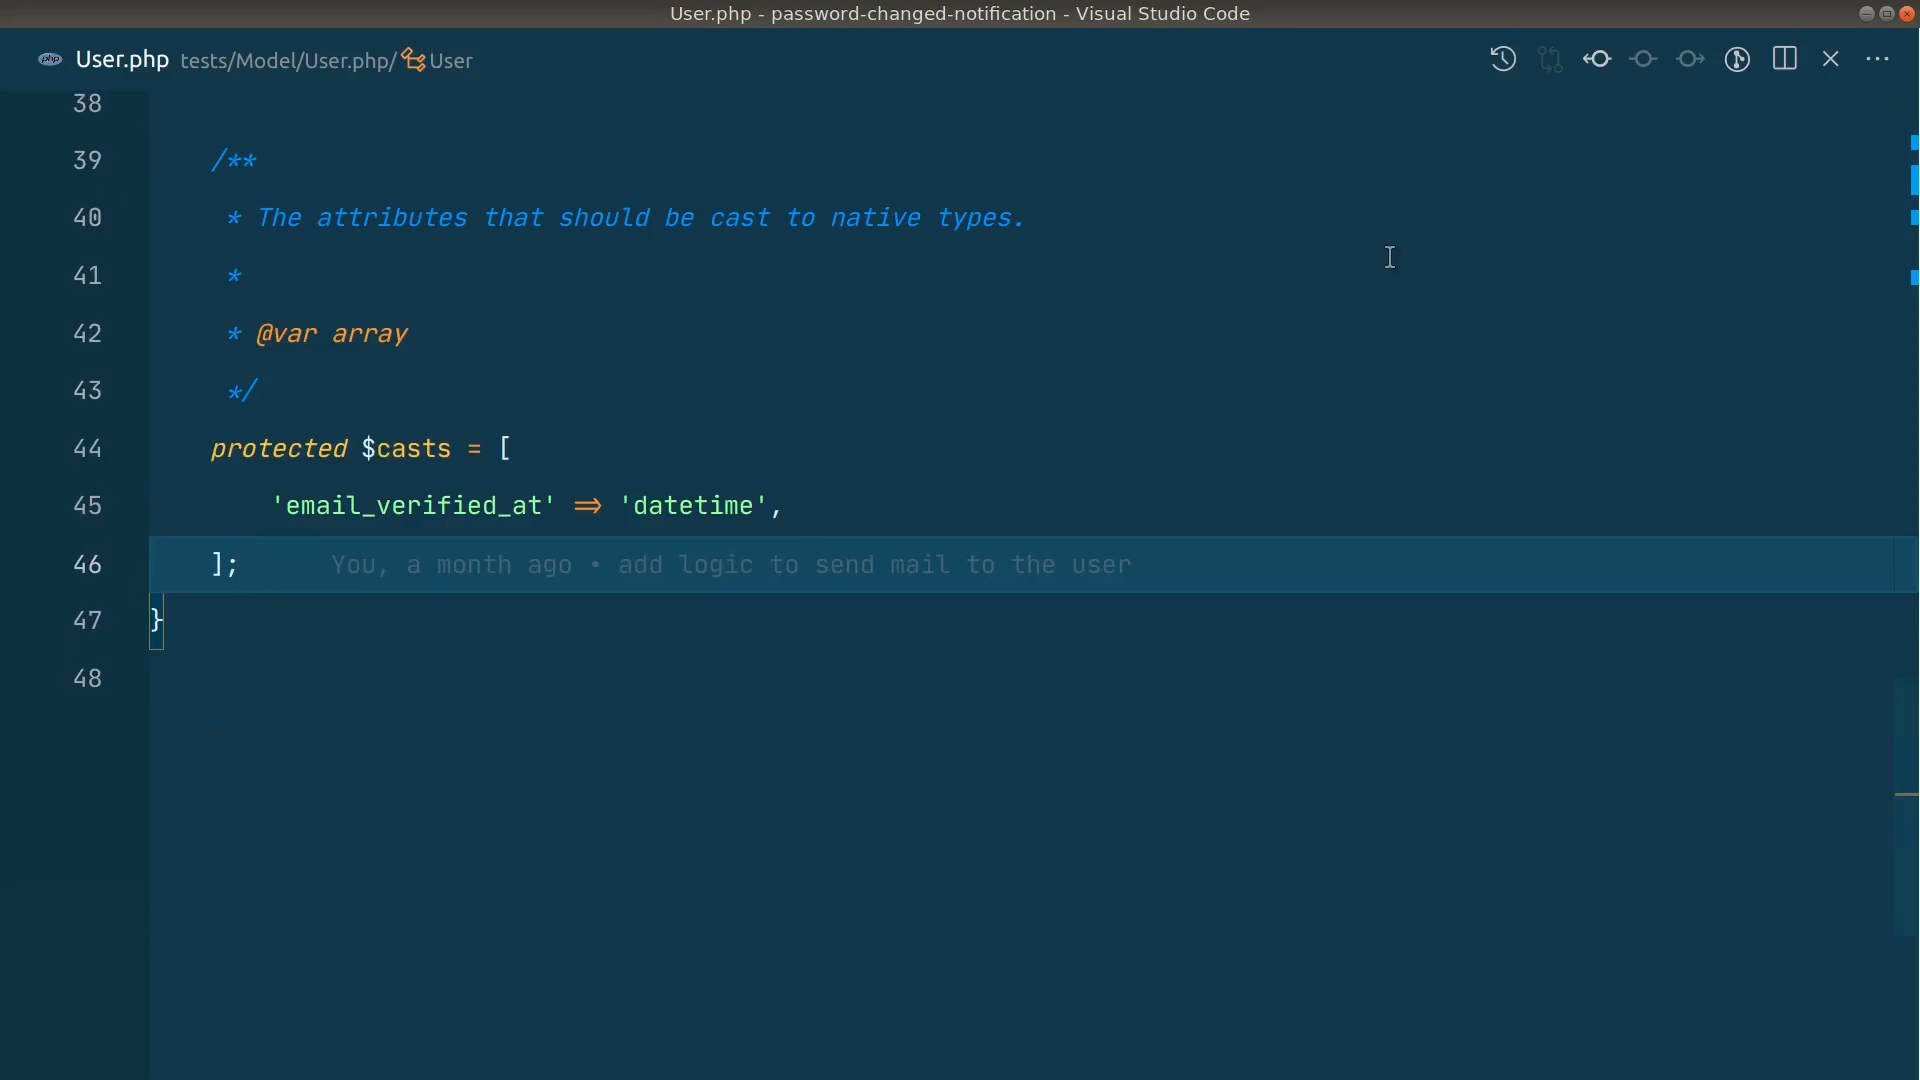 User.php - password-changed-notification - Visual Studio Code
php User.php tests/Model/User.php/ User
38
39 /**
40 * The attributes that should be cast to native types.
41 *
42 * @var array
43 */
44 protected $casts = [
45 'email_verified_at' => 'datetime',
46 ]; You, a month ago • add logic to send mail to the user
47 }
48